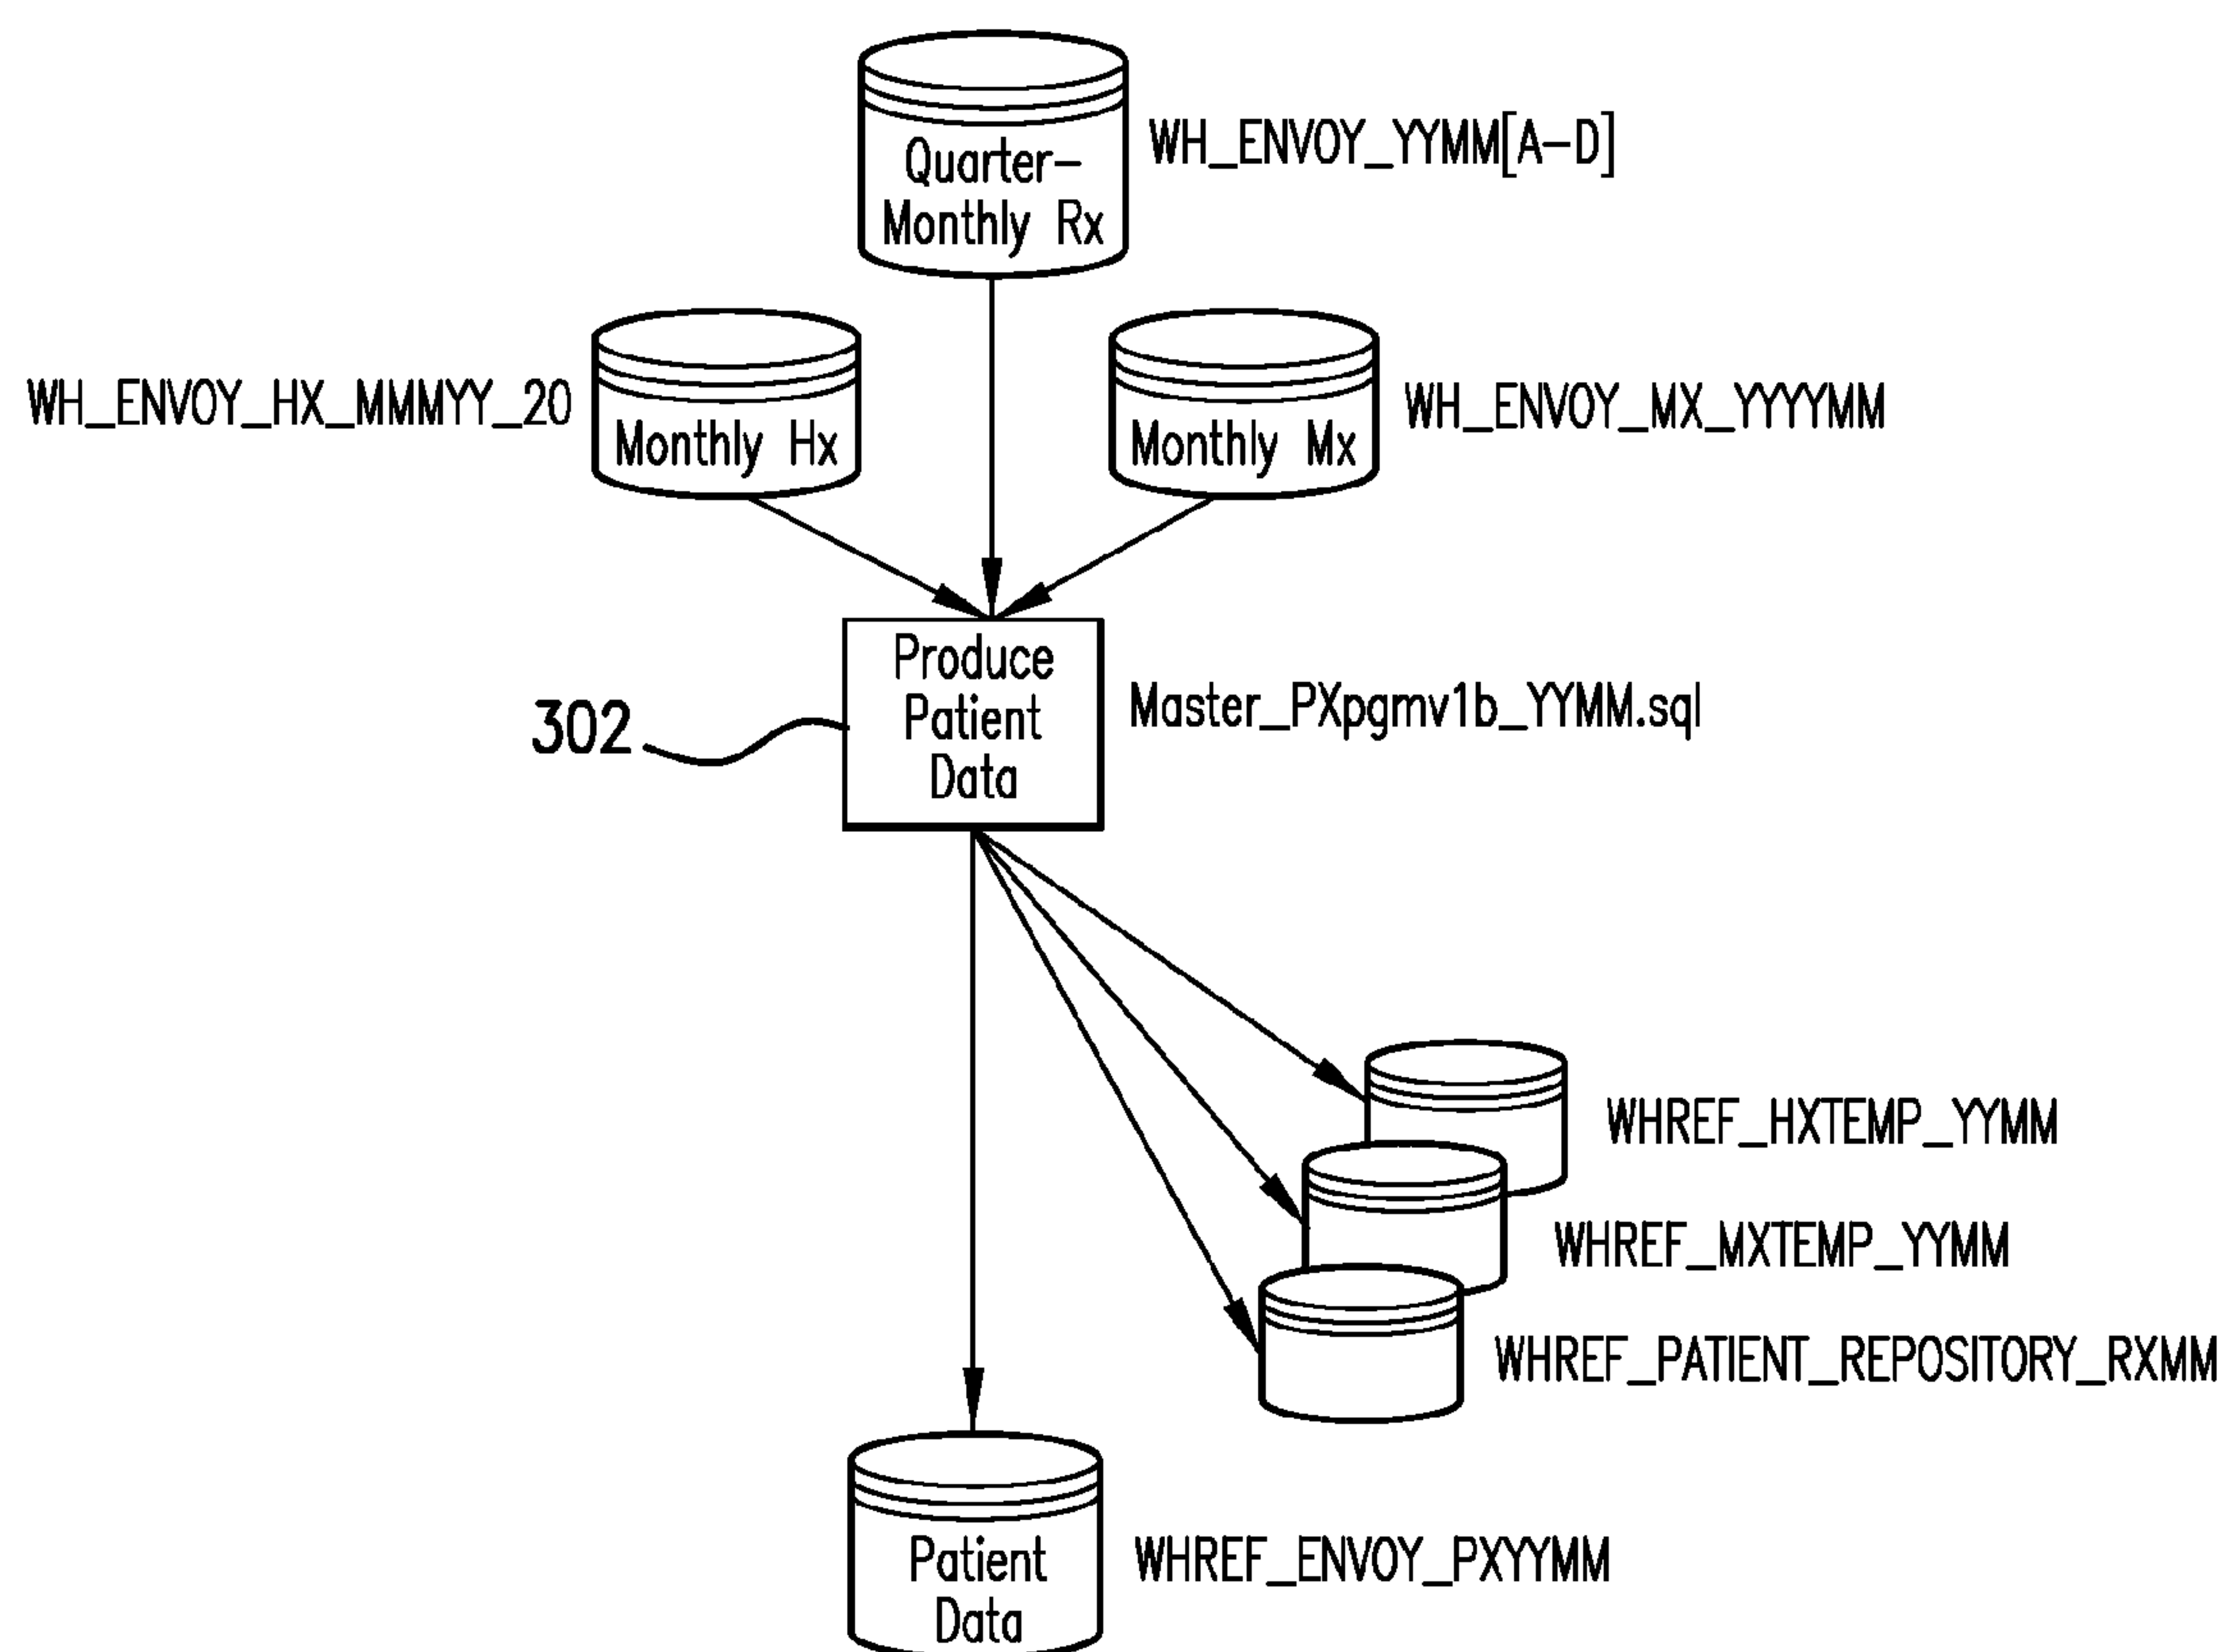 Quarter-
Monthly Rx
WH_ENVOY_YYMM[A-D]
WH_ENVOY_HX_MMMYY_20
Monthly Hx
Monthly Mx
WH_ENVOY_MX_YYYYMM
Produce
Patient
Data
302
Master_PXpgmv1b_YYMM.sql
WHREF_HXTEMP_YYMM
WHREF_MXTEMP_YYMM
WHREF_PATIENT_REPOSITORY_RXMM
Patient
Data
WHREF_ENVOY_PXYYMM